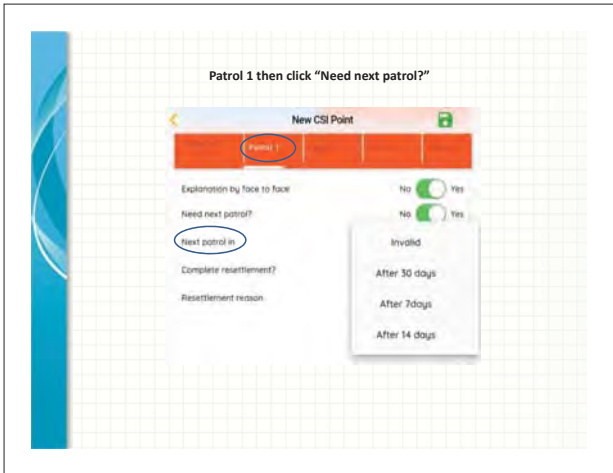 Patrol 1 then click “Need next patrol?”
New CSI Point
Patrol 1
Explanation by face to face No Yes
Need next patrol? No Yes
Next patrol in Invalid
Complete resettlement? After 30 days
Resettlement reason After 7days
After 14 days